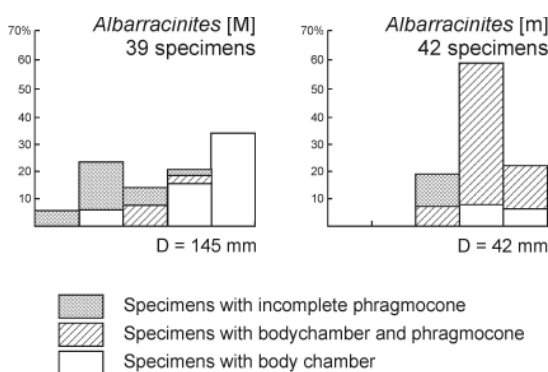 Albarracinites [M]
39 specimens
70%
60
50
40
30
20
10
D = 145 mm
Albarracinites [m]
42 specimens
70%
60
50
40
30
20
10
D = 42 mm
Specimens with incomplete phragmocone
Specimens with bodychamber and phragmocone
Specimens with body chamber